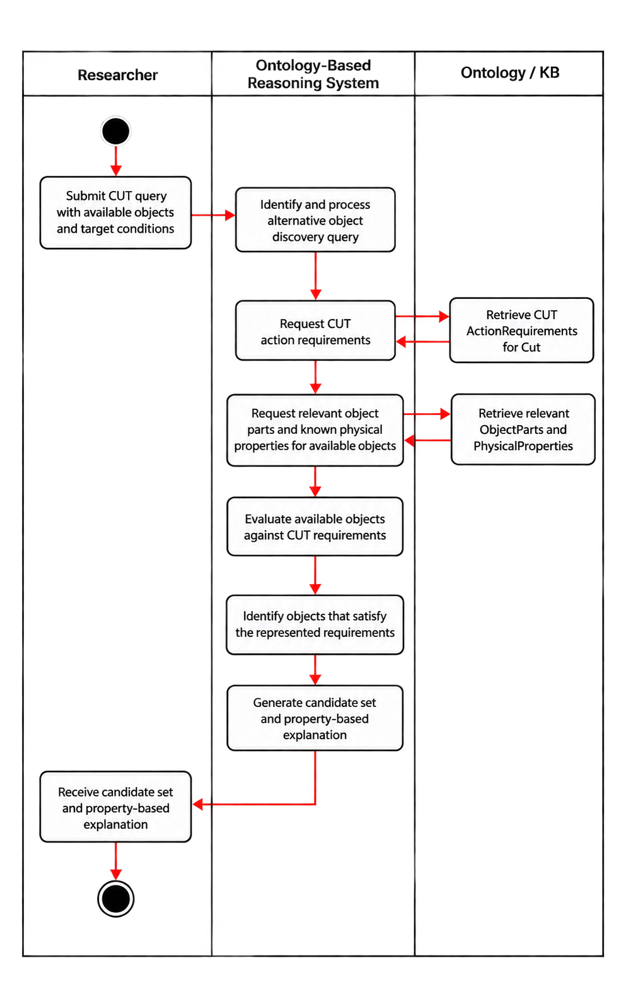 Researcher
Ontology-Based
Reasoning System
Ontology / KB
Submit CUT query
with available objects
and target conditions
Identify and process
alternative object
discovery query
Request CUT
action requirements
Retrieve CUT
ActionRequirements
for Cut
Request relevant object
parts and known physical
properties for available objects
Retrieve relevant
ObjectParts and
PhysicalProperties
Evaluate available objects
against CUT requirements
Identify objects that satisfy
the represented requirements
Generate candidate set
and property-based
explanation
Receive candidate set
and property-based
explanation